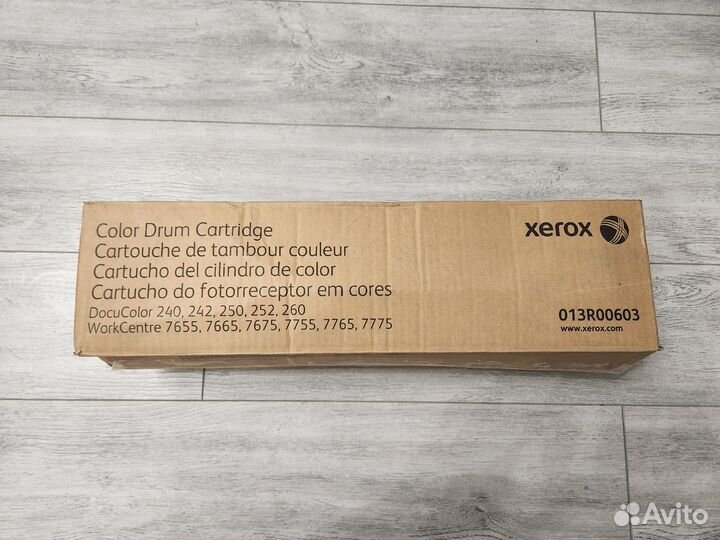 Color Drum Cartridge
Cartouche de tambour couleur
Cartucho del cilindro de color
Cartucho do fotorreceptor em cores
DocuColor 240, 242, 250, 252, 260
WorkCentre 7655, 7665, 7675, 7755, 7765, 7775
xerox
013R00603
www.xerox.com
Avito